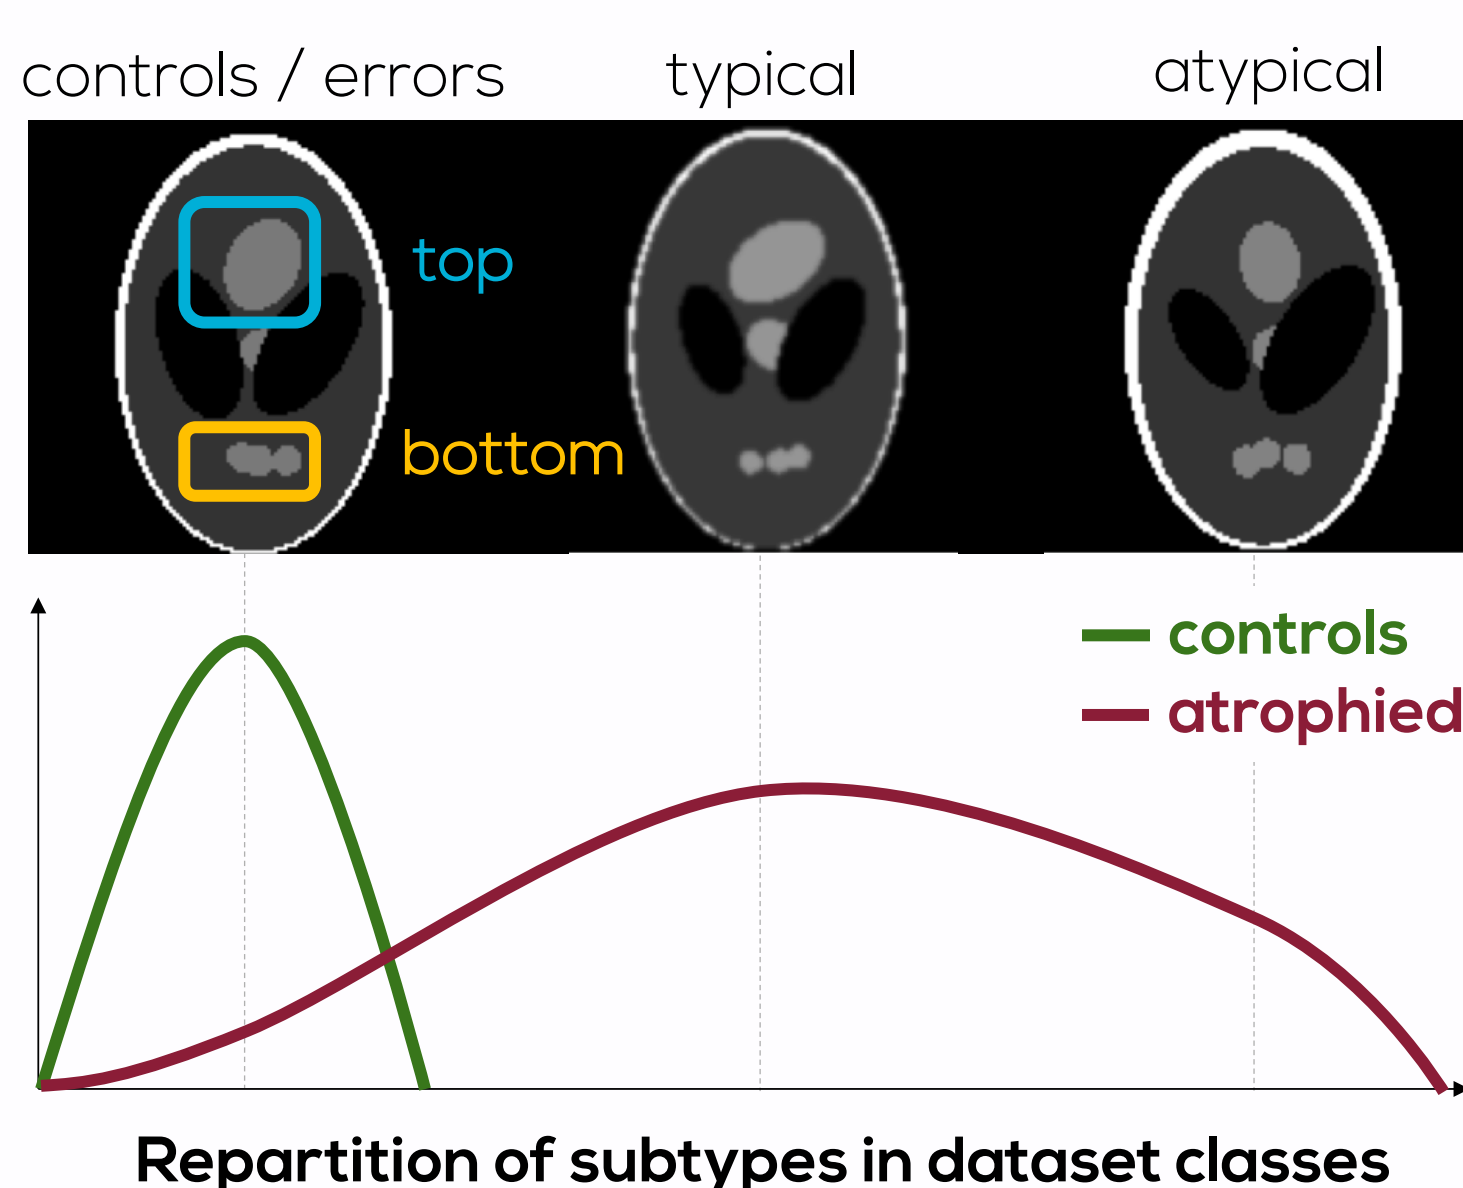 controls / errors
typical
atypical
top
bottom
controls
atrophied
Repartition of subtypes in dataset classes